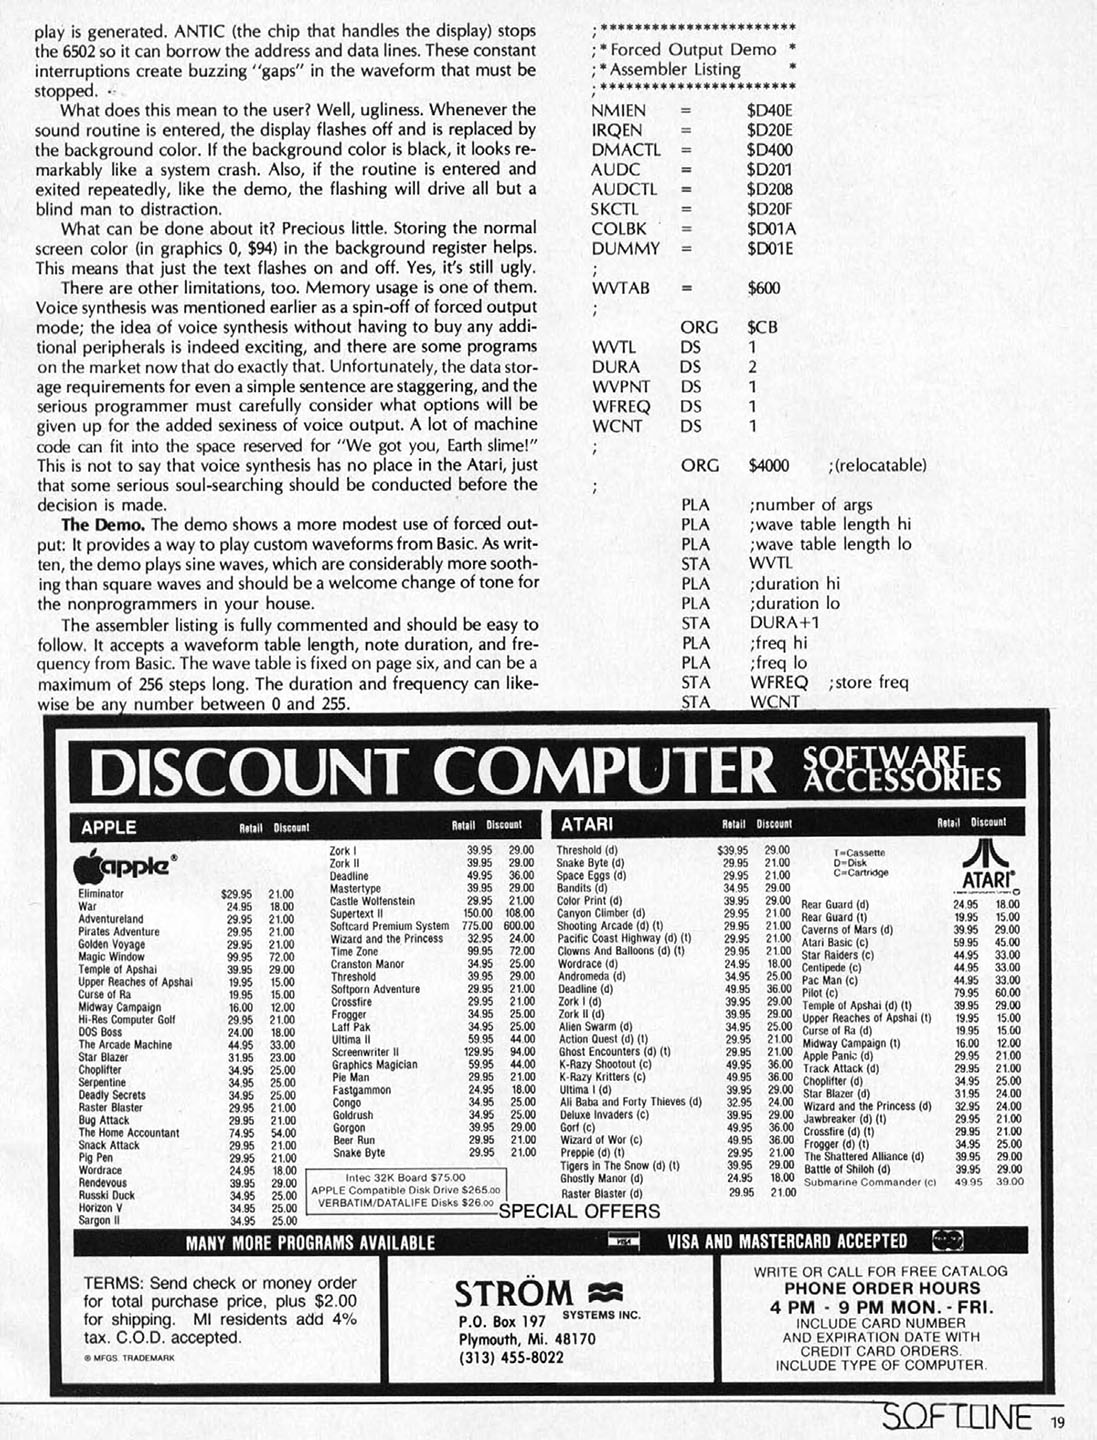 play is generated. ANTIC (the chip that handles the display) stops
the 6502 so it can borrow the address and data lines. These constant
interruptions create buzzing "gaps" in the waveform that must be
stopped.
What does this mean to the user? Well, ugliness. Whenever the
sound routine is entered, the display flashes off and is replaced by
the background color. If the background color is black, it looks re-
markably like a system crash. Also, if the routine is entered and
exited repeatedly, like the demo, the flashing will drive all but a
blind man to distraction.
What can be done about it? Precious little. Storing the normal
screen color (in graphics 0, $94) in the background register helps.
This means that just the text flashes on and off. Yes, it's still ugly.
There are other limitations, too. Memory usage is one of them.
Voice synthesis was mentioned earlier as a spin-off of forced output
mode; the idea of voice synthesis without having to buy any addi-
tional peripherals is indeed exciting, and there are some programs
on the market now that do exactly that. Unfortunately, the data stor-
age requirements for even a simple sentence are staggering, and the
serious programmer must carefully consider what options will be
given up for the added sexiness of voice output. A lot of machine
code can fit into the space reserved for "We got you, Earth slime!"
This is not to say that voice synthesis has no place in the Atari, just
that some serious soul-searching should be conducted before the
decision is made.
The Demo. The demo shows a more modest use of forced out-
put: It provides a way to play custom waveforms from Basic. As writ-
ten, the demo plays sine waves, which are considerably more sooth-
ing than square waves and should be a welcome change of tone for
the nonprogrammers in your house.
The assembler listing is fully commented and should be easy to
follow. It accepts a waveform table length, note duration, and fre-
quency from Basic. The wave table is fixed on page six, and can be a
maximum of 256 steps long. The duration and frequency can like-
wise be any number between 0 and 255.
; ***********************
; * Forced Output Demo *
; * Assembler Listing *
; ***********************
NMIEN = $D40E
IRQEN = $D20E
DMACTL = $D400
AUDC = $D201
AUDCTL = $D208
SKCTL = $D20F
COLBK = $D01A
DUMMY = $D01E
;
WVTAB = $600
;
ORG $CB
WVTL DS 1
DURA DS 2
WVPNT DS 1
WFREQ DS 1
WCNT DS 1
;
ORG $4000 ;(relocatable)
;
PLA ;number of args
PLA ;wave table length hi
PLA ;wave table length lo
STA WVTL
PLA ;duration hi
PLA ;duration lo
STA DURA+1
PLA ;freq hi
PLA ;freq lo
STA WFREQ ;store freq
STA WCNT
DISCOUNT COMPUTER SOFTWARE ACCESSORIES
APPLE Retail Discount
apple®
Eliminator $29.95 21.00
War 24.95 18.00
Adventureland 29.95 21.00
Pirates Adventure 29.95 21.00
Golden Voyage 29.95 21.00
Magic Window 99.95 72.00
Temple of Apshai 39.95 29.00
Upper Reaches of Apshai 19.95 15.00
Curse of Ra 19.95 15.00
Midway Campaign 16.00 12.00
Hi-Res Computer Golf 29.95 21.00
DOS Boss 24.00 18.00
The Arcade Machine 44.95 33.00
Star Blazer 31.95 23.00
Choplifter 34.95 25.00
Serpentine 34.95 25.00
Deadly Secrets 34.95 25.00
Raster Blaster 29.95 21.00
Bug Attack 29.95 21.00
The Home Accountant 74.95 54.00
Snack Attack 29.95 21.00
Pig Pen 29.95 21.00
Wordrace 24.95 18.00
Rendevous 39.95 29.00
Russki Duck 34.95 25.00
Horizon V 34.95 25.00
Sargon II 34.95 25.00
Retail Discount
Zork I 39.95 29.00
Zork II 39.95 29.00
Deadline 49.95 36.00
Mastertype 39.95 29.00
Castle Wolfenstein 29.95 21.00
Supertext II 150.00 108.00
Softcard Premium System 775.00 600.00
Wizard and the Princess 32.95 24.00
Time Zone 99.95 72.00
Cranston Manor 34.95 25.00
Threshold 39.95 29.00
Softporn Adventure 29.95 21.00
Crossfire 29.95 21.00
Frogger 34.95 25.00
Laff Pak 34.95 25.00
Ultima II 59.95 44.00
Screenwriter II 129.95 94.00
Graphics Magician 59.95 44.00
Pie Man 29.95 21.00
Fastgammon 24.95 18.00
Congo 34.95 25.00
Goldrush 34.95 25.00
Gorgon 39.95 29.00
Beer Run 29.95 21.00
Snake Byte 29.95 21.00
Intec 32K Board $75.00
APPLE Compatible Disk Drive $265.00
VERBATIM/DATALIFE Disks $26.00
SPECIAL OFFERS
ATARI Retail Discount
Threshold (d) $39.95 29.00
Snake Byte (d) 29.95 21.00
Space Eggs (d) 29.95 21.00
Bandits (d) 34.95 29.00
Color Print (d) 39.95 29.00
Canyon Climber (d) 29.95 21.00
Shooting Arcade (d) (t) 29.95 21.00
Pacific Coast Highway (d) (t) 29.95 21.00
Clowns And Balloons (d) (t) 29.95 21.00
Wordrace (d) 24.95 18.00
Andromeda (d) 34.95 25.00
Deadline (d) 49.95 36.00
Zork I (d) 39.95 29.00
Zork II (d) 39.95 29.00
Alien Swarm (d) 34.95 25.00
Action Quest (d) (t) 29.95 21.00
Ghost Encounters (d) (t) 29.95 21.00
K-Razy Shootout (c) 49.95 36.00
K-Razy Kritters (c) 49.95 36.00
Ultima I (d) 39.95 29.00
Ali Baba and Forty Thieves (d) 32.95 24.00
Deluxe Invaders (c) 39.95 29.00
Gorf (c) 49.95 36.00
Wizard of Wor (c) 49.95 36.00
Preppie (d) (t) 29.95 21.00
Tigers in The Snow (d) (t) 39.95 29.00
Ghostly Manor (d) 24.95 18.00
Raster Blaster (d) 29.95 21.00
Retail Discount
T=Cassette
D=Disk
C=Cartridge
ATARI®
Rear Guard (d) 24.95 18.00
Rear Guard (t) 19.95 15.00
Caverns of Mars (d) 39.95 29.00
Atari Basic (c) 59.95 45.00
Star Raiders (c) 44.95 33.00
Centipede (c) 44.95 33.00
Pac Man (c) 44.95 33.00
Pilot (c) 79.95 60.00
Temple of Apshai (d) (t) 39.95 29.00
Upper Reaches of Apshai (t) 19.95 15.00
Curse of Ra (d) 19.95 15.00
Midway Campaign (t) 16.00 12.00
Apple Panic (d) 29.95 21.00
Track Attack (d) 29.95 21.00
Choplifter (d) 34.95 25.00
Star Blazer (d) 31.95 24.00
Wizard and the Princess (d) 32.95 24.00
Jawbreaker (d) (t) 29.95 21.00
Crossfire (d) (t) 29.95 21.00
Frogger (d) (t) 34.95 25.00
The Shattered Alliance (d) 39.95 29.00
Battle of Shiloh (d) 39.95 29.00
Submarine Commander (c) 49.95 39.00
MANY MORE PROGRAMS AVAILABLE VISA VISA AND MASTERCARD ACCEPTED
TERMS: Send check or money order
for total purchase price, plus $2.00
for shipping. MI residents add 4%
tax. C.O.D. accepted.
® MFGS. TRADEMARK
STRÖM
SYSTEMS INC.
P.O. Box 197
Plymouth, Mi. 48170
(313) 455-8022
WRITE OR CALL FOR FREE CATALOG
PHONE ORDER HOURS
4 PM - 9 PM MON. - FRI.
INCLUDE CARD NUMBER
AND EXPIRATION DATE WITH
CREDIT CARD ORDERS.
INCLUDE TYPE OF COMPUTER.
SOFTLINE 19